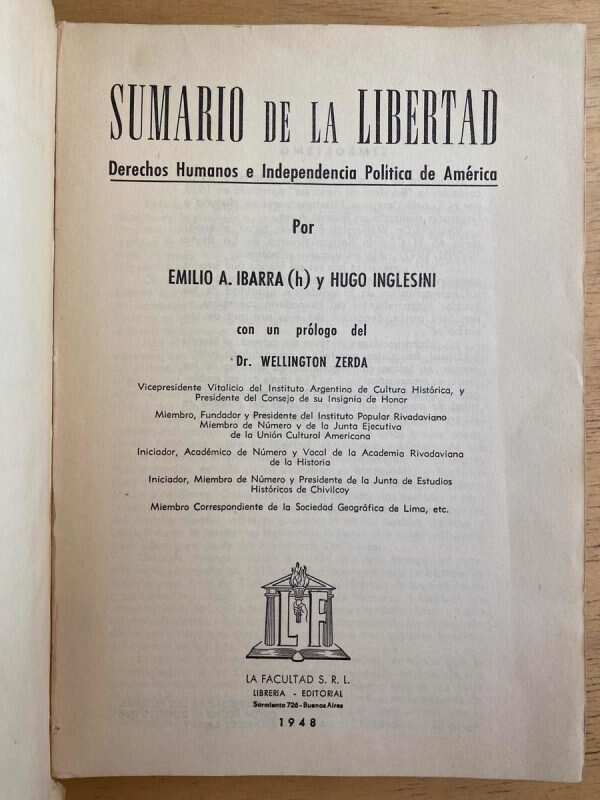 SUMARIO DE LA LIBERTAD
Derechos Humanos e Independencia Política de América
Por
EMILIO A. IBARRA (h) y HUGO INGLESINI
con un prólogo del
Dr. WELLINGTON ZERDA
Vicepresidente Vitalicio del Instituto Argentino de Cultura Histórica, y
Presidente del Consejo de su Insignia de Honor
Miembro, Fundador y Presidente del Instituto Popular Rivadaviano
Miembro de Número y de la Junta Ejecutiva
de la Unión Cultural Americana
Iniciador, Académico de Número y Vocal de la Academia Rivadaviana
de la Historia
Iniciador, Miembro de Número y Presidente de la Junta de Estudios
Históricos de Chivilcoy
Miembro Correspondiente de la Sociedad Geográfica de Lima, etc.
LF
LA FACULTAD S. R. L.
LIBRERIA - EDITORIAL
Sarmiento 726 - Buenos Aires
1948